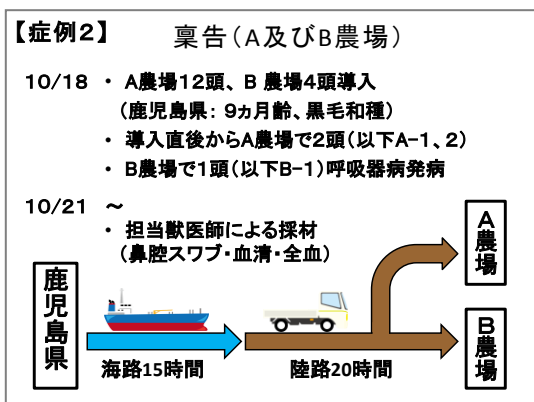 【症例2】 稟告(A及びB農場)
10/18 ・ A農場12頭、B農場4頭導入
(鹿児島県: 9ヵ月齢、黒毛和種)
・ 導入直後からA農場で2頭(以下A-1、2)
・ B農場で1頭(以下B-1)呼吸器病発病
10/21 ～
・ 担当獣医師による採材
(鼻腔スワブ・血清・全血)
A農場
鹿児島県
B農場
海路15時間
陸路20時間